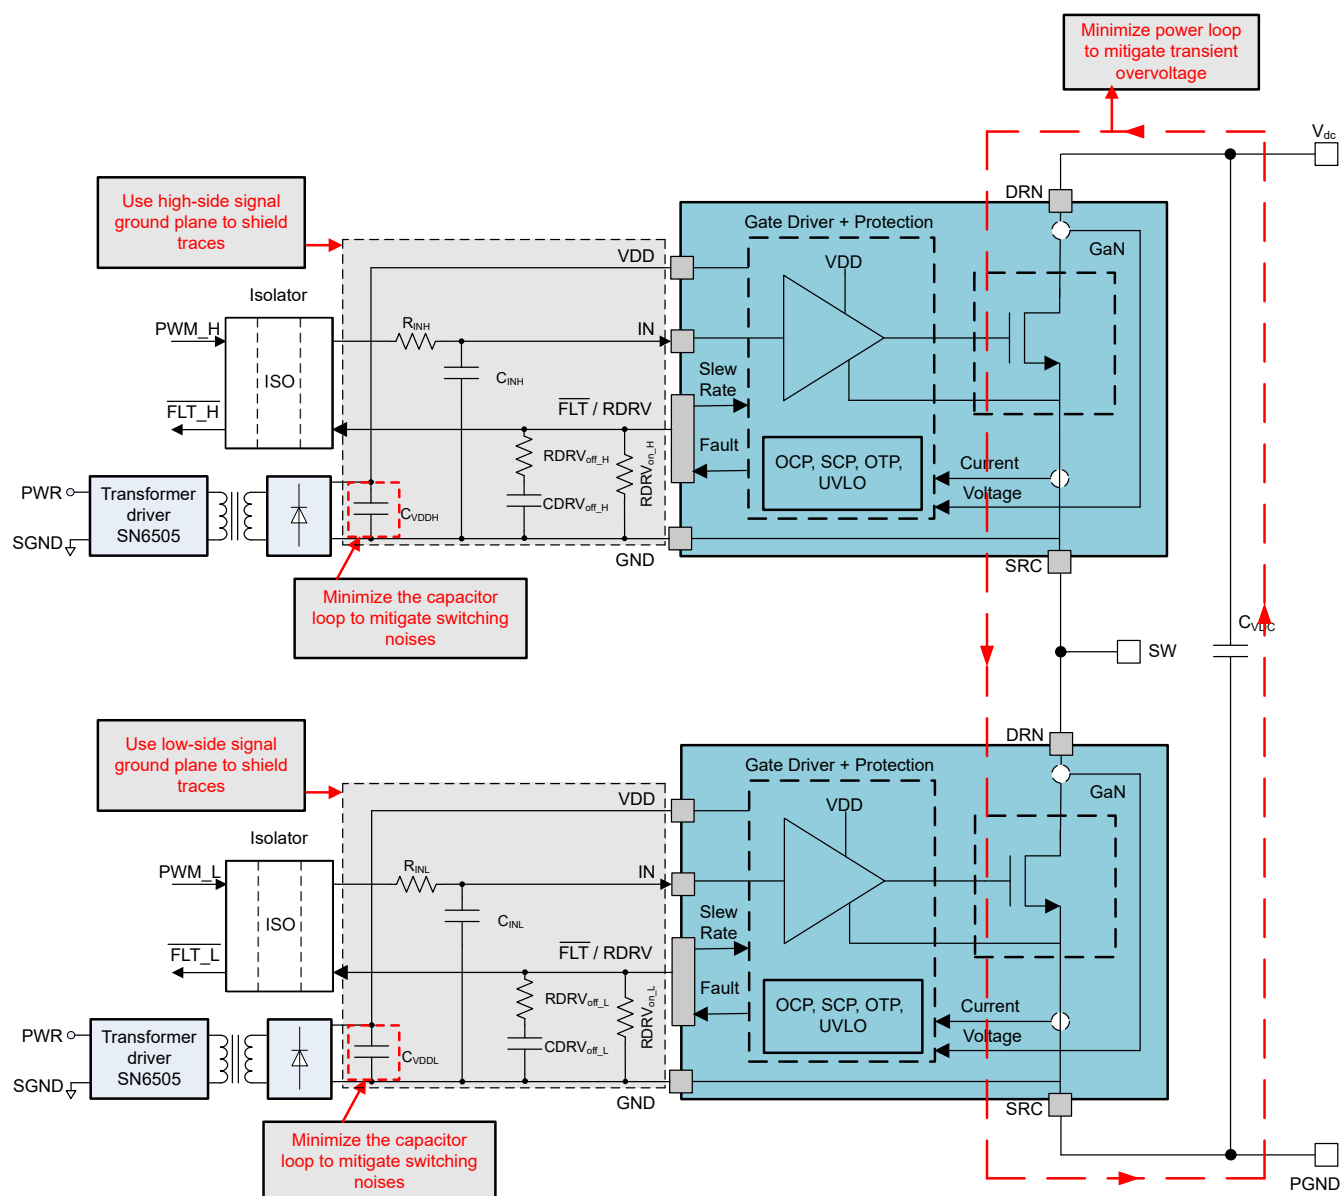 Minimize power loop
to mitigate transient
overvoltage
Vdc
Use high-side signal
ground plane to shield
traces
DRN
Gate Driver + Protection
GaN
VDD
VDD
Isolator
PWM_H
RINH
IN
ISO
CINH
Slew
Rate
FLT_H
FLT / RDRV
Fault
RDRVoff_H
RDRVon_H
OCP, SCP, OTP,
UVLO
Current
Voltage
PWR
Transformer
driver
SN6505
CVDDH
CDRVoff_H
SGND
GND
SRC
Minimize the capacitor
loop to mitigate switching
noises
CVDC
SW
Use low-side signal
ground plane to shield
traces
DRN
Gate Driver + Protection
GaN
VDD
VDD
Isolator
PWM_L
RINL
IN
ISO
CINL
Slew
Rate
FLT_L
FLT / RDRV
Fault
RDRVoff_L
RDRVon_L
OCP, SCP, OTP,
UVLO
Current
Voltage
PWR
Transformer
driver
SN6505
CVDDL
CDRVoff_L
SGND
GND
SRC
Minimize the capacitor
loop to mitigate switching
noises
PGND